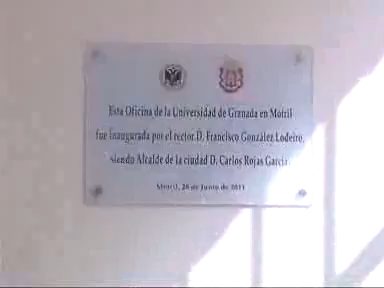 Esta Oficina de la Universidad de Granada en Motril
fue inaugurada por el rector D. Francisco González Lodeiro,
siendo Alcalde de la ciudad D. Carlos Rojas García
Motril, 20 de Junio de 2011